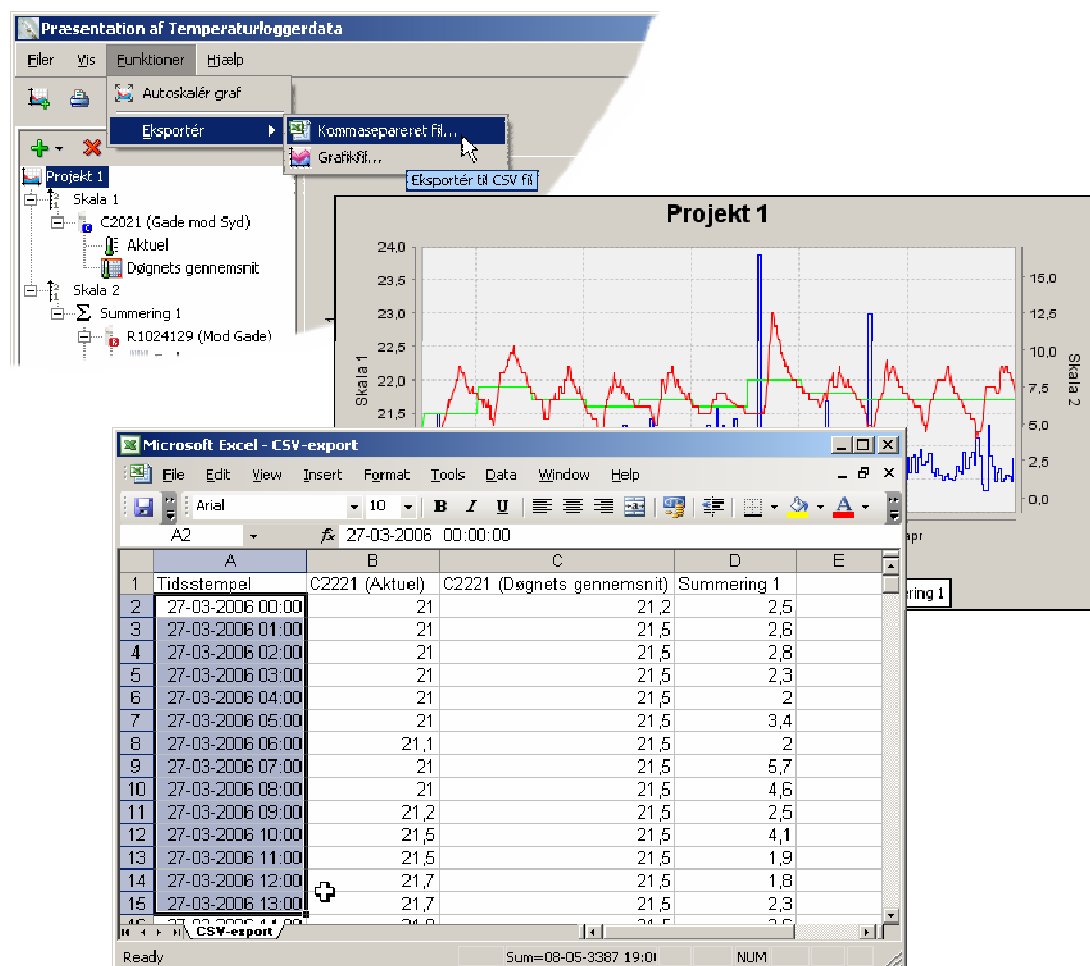 Præsentation af Temperaturloggerdata
Filer Vis Funktioner Hjælp
Autoskalér graf
Eksportér
Kommasepareret fil...
Grafikfil...
Eksportér til CSV fil
Projekt 1
Skala 1
C2021 (Gade mod Syd)
Aktuel
Døgnets gennemsnit
Skala 2
Summering 1
R1024129 (Mod Gade)
Projekt 1
24,0
23,5
23,0
22,5
22,0
21,5
Skala 1
15,0
12,5
10,0
7,5
5,0
2,5
0,0
Skala 2
apr
ring 1
Microsoft Excel - CSV-export
File Edit View Insert Format Tools Data Window Help
Arial 10 B I U A
A2 fx 27-03-2006 00:00:00
A B C D E
1 Tidsstempel C2221 (Aktuel) C2221 (Døgnets gennemsnit) Summering 1
2 27-03-2006 00:00 21 21,2 2,5
3 27-03-2006 01:00 21 21,5 2,6
4 27-03-2006 02:00 21 21,5 2,8
5 27-03-2006 03:00 21 21,5 2,3
6 27-03-2006 04:00 21 21,5 2
7 27-03-2006 05:00 21 21,5 3,4
8 27-03-2006 06:00 21,1 21,5 2
9 27-03-2006 07:00 21 21,5 5,7
10 27-03-2006 08:00 21 21,5 4,6
11 27-03-2006 09:00 21,2 21,5 2,5
12 27-03-2006 10:00 21,5 21,5 4,1
13 27-03-2006 11:00 21,5 21,5 1,9
14 27-03-2006 12:00 21,7 21,5 1,8
15 27-03-2006 13:00 21,7 21,5 2,3
CSV-export
Ready Sum=08-05-3387 19:0 NUM